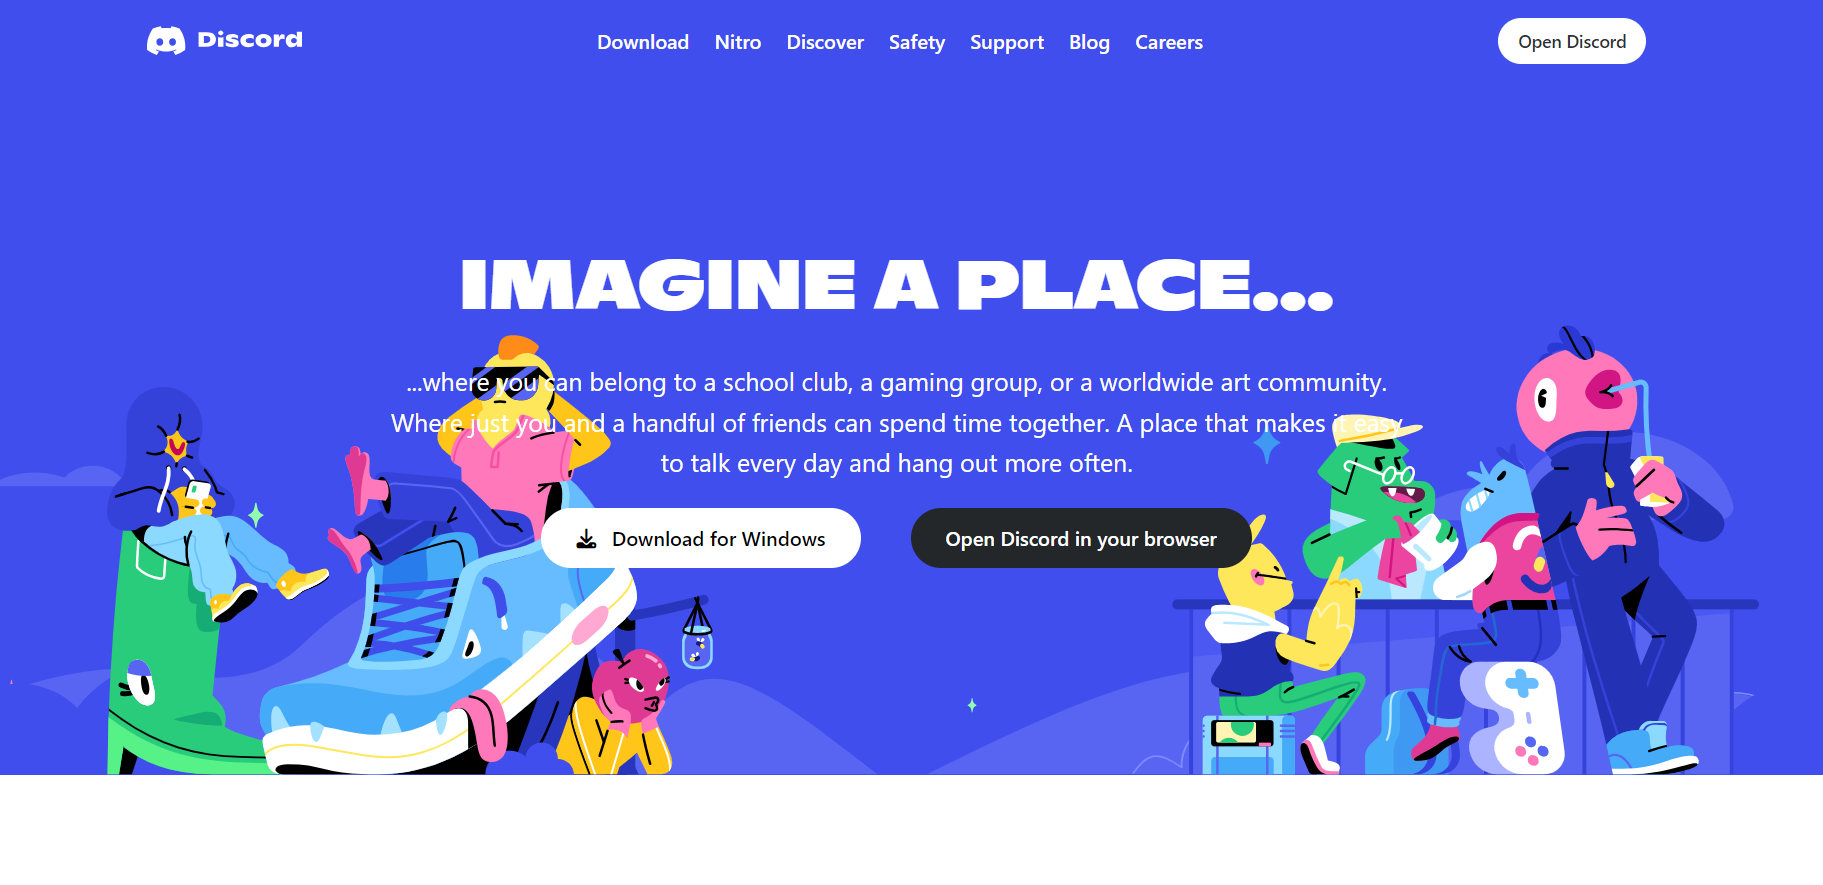 Discord
Download Nitro Discover Safety Support Blog Careers
Open Discord
IMAGINE A PLACE...
...where you can belong to a school club, a gaming group, or a worldwide art community.
Where just you and a handful of friends can spend time together. A place that makes it easy
to talk every day and hang out more often.
Download for Windows
Open Discord in your browser